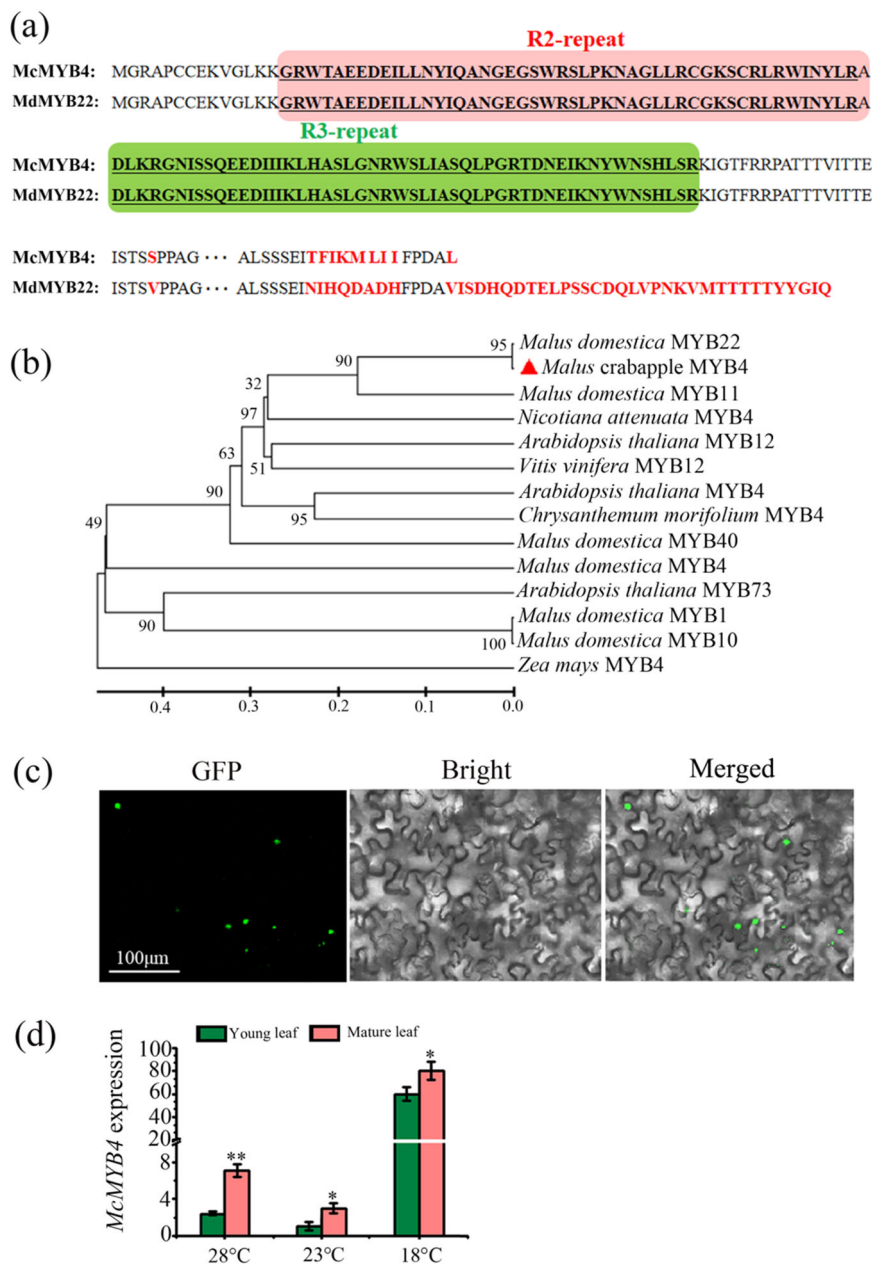 (a)
R2-repeat
McMYB4: MGRAPCCEKVGLKKGRWTAEEDEILLNYIQANGEGSWRSLPKNAGLLRCGKSCRLRWINYLRA
MdMYB22: MGRAPCCEKVGLKKGRWTAEEDEILLNYIQANGEGSWRSLPKNAGLLRCGKSCRLRWINYLRA
R3-repeat
McMYB4: DLKRGNISSQEEDIIIKLHASLGNRWSLIASQLPGRTDNEIKNYWNSHLSRKIGTFRRPATTTVITTE
MdMYB22: DLKRGNISSQEEDIIIKLHASLGNRWSLIASQLPGRTDNEIKNYWNSHLSRKIGTFRRPATTTVITTE
McMYB4: ISTSSPPAG ··· ALSSSEITFIKM LI I FPDAL
MdMYB22: ISTSVPPAG ··· ALSSSEINIHQDADHFPDAVISDHQDTELPSSCDQLVPNKVMTTTTTYYGIQ
(b)
95 Malus domestica MYB22
90 Malus crabapple MYB4
32 Malus domestica MYB11
97 Nicotiana attenuata MYB4
Arabidopsis thaliana MYB12
63 51 Vitis vinifera MYB12
90 Arabidopsis thaliana MYB4
95 Chrysanthemum morifolium MYB4
49 Malus domestica MYB40
Malus domestica MYB4
Arabidopsis thaliana MYB73
90 Malus domestica MYB1
100 Malus domestica MYB10
Zea mays MYB4
0.4 0.3 0.2 0.1 0.0
(c)
GFP Bright Merged
100μm
(d)
Young leaf Mature leaf
McMYB4 expression
100
80
60
40
20
8
4
0
** * *
28°C 23°C 18°C